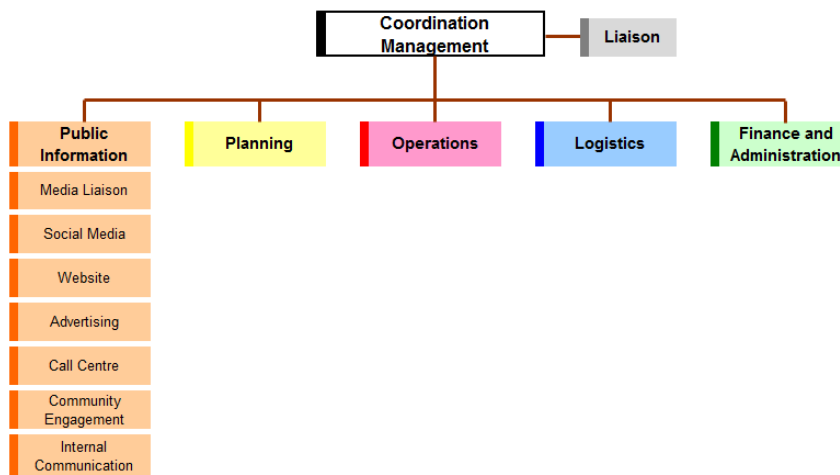 Coordination
Management
Liaison
Public
Information
Planning
Operations
Logistics
Finance and
Administration
Media Liaison
Social Media
Website
Advertising
Call Centre
Community
Engagement
Internal
Communication